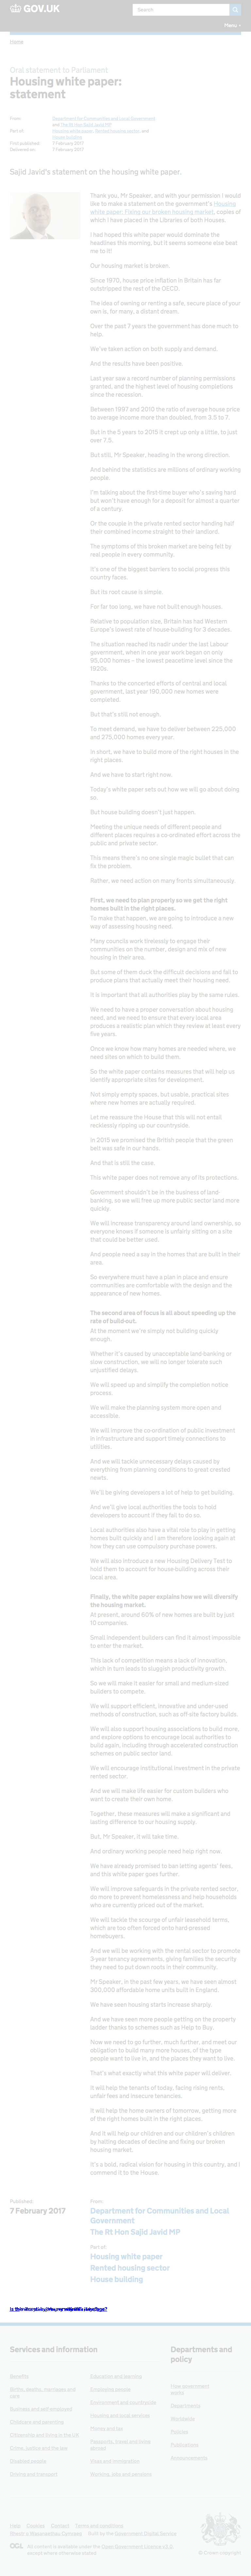 GOV.UK
Search
Menu
Home
Oral statement to Parliament
Housing white paper:
statement
From:
Department for Communities and Local Government
and The Rt Hon Sajid Javid MP
Part of:
Housing white paper, Rented housing sector, and
House building
First published:
7 February 2017
Delivered on:
7 February 2017
Sajid Javid's statement on the housing white paper.
Thank you, Mr Speaker, and with your permission I would
like to make a statement on the government's Housing
white paper: Fixing our broken housing market, copies of
which I have placed in the Libraries of both Houses.
I had hoped this white paper would dominate the
headlines this morning, but it seems someone else beat
me to it!
Our housing market is broken.
Since 1970, house price inflation in Britain has far
outstripped the rest of the OECD.
The idea of owning or renting a safe, secure place of your
own is, for many, a distant dream.
Over the past 7 years the government has done much to
help.
We've taken action on both supply and demand.
And the results have been positive.
Last year saw a record number of planning permissions
granted, and the highest level of housing completions
since the recession.
Between 1997 and 2010 the ratio of average house price
to average income more than doubled, from 3.5 to 7.
But in the 5 years to 2015 it crept up only a little, to just
over 7.5.
But still, Mr Speaker, heading in the wrong direction.
And behind the statistics are millions of ordinary working
people.
I'm talking about the first time buyer who's saving hard
but won't have enough for a deposit for almost a quarter
of a century.
Or the couple in the private rented sector handing half
their combined income straight to their landlord.
The symptoms of this broken market are being felt by
real people in every community.
It's one of the biggest barriers to social progress this
country faces.
But its root cause is simple.
For far too long, we have not built enough houses.
Relative to population size, Britain has had Western
Europe's lowest rate of house-building for 3 decades.
The situation reached its nadir under the last Labour
government, when in one year work began on only
95,000 homes – the lowest peacetime level since the
1920s.
Thanks to the concerted efforts of central and local
government, last year 190,000 new homes were
completed.
But that's still not enough.
To meet demand, we have to deliver between 225,000
and 275,000 homes every year.
In short, we have to build more of the right houses in the
right places.
And we have to start right now.
Today's white paper sets out how we will go about doing
so.
But house building doesn't just happen.
Meeting the unique needs of different people and
different places requires a co-ordinated effort across the
public and private sector.
This means there's no one single magic bullet that can
fix the problem.
Rather, we need action on many fronts simultaneously.
First, we need to plan properly so we get the right
homes built in the right places.
To make that happen, we are going to introduce a new
way of assessing housing need.
Many councils work tirelessly to engage their
communities on the number, design and mix of new
housing in their area.
But some of them duck the difficult decisions and fail to
produce plans that actually meet their housing need.
It is important that all authorities play by the same rules.
We need to have a proper conversation about housing
need, and we need to ensure that every local area
produces a realistic plan which they review every five
years.
Once we know how many homes are needed where, we
need sites on which to build them.
So the white paper contains measures that will help us
identify appropriate sites for development.
Not simply empty spaces, but usable, practical sites
where new homes are actually required.
Let me reassure the House that this will not entail
recklessly ripping up our countryside.
In 2015 we promised the British people that the green
belt was safe in our hands.
And that is still the case.
This white paper does not remove any of its protections.
Government shouldn't be in the business of land-
banking, so we will free up more public sector land more
quickly.
We will increase transparency around land ownership, so
everyone knows if someone is unfairly sitting on a site
that could be better used.
And people need a say in the homes that are built in their
area.
So everywhere must have a plan in place and ensure
communities are comfortable with the design and the
appearance of new homes.
The second area of focus is all about speeding up the
rate of build-out.
At the moment we're simply not building quickly
enough.
Whether it's caused by unacceptable land-banking or
slow construction, we will no longer tolerate such
unjustified delays.
We will speed up and simplify the completion notice
process.
We will make the planning system more open and
accessible.
We will improve the co-ordination of public investment
in infrastructure and support timely connections to
utilities.
And we will tackle unnecessary delays caused by
everything from planning conditions to great crested
newts.
We'll be giving developers a lot of help to get building.
And we'll give local authorities the tools to hold
developers to account if they fail to do so.
Local authorities also have a vital role to play in getting
homes built quickly and I am therefore looking again at
how they can use compulsory purchase powers.
We will also introduce a new Housing Delivery Test to
hold them to account for house-building across their
local area.
Finally, the white paper explains how we will diversify
the housing market.
At present, around 60% of new homes are built by just
10 companies.
Small independent builders can find it almost impossible
to enter the market.
This lack of competition means a lack of innovation,
which in turn leads to sluggish productivity growth.
So we will make it easier for small and medium sized
builders to compete.
We will support efficient, innovative and under-used
methods of construction, such as off-site factory builds.
We will also support housing associations to build more,
and explore options to encourage local authorities to
build again, including through accelerated construction
schemes on public sector land.
We will encourage institutional investment in the private
rented sector.
And we will make life easier for custom builders who
want to create their own home.
Together, these measures will make a significant and
lasting difference to our housing supply.
But, Mr Speaker, it will take time.
And ordinary working people need help right now.
We have already promised to ban letting agents' fees,
and this white paper goes further.
We will improve safeguards in the private rented sector,
do more to prevent homelessness and help households
who are currently priced out of the market.
We will tackle the scourge of unfair leasehold terms,
which are too often forced onto hard-pressed
homebuyers.
And we will be working with the rental sector to promote
3-year tenancy agreements, giving families the security
they need to put down roots in their community.
Mr Speaker, in the past few years, we have seen almost
300,000 affordable home units built in England.
We have seen housing starts increase sharply.
And we have seen more people getting on the property
ladder thanks to schemes such as Help to Buy.
Now we need to go further, much further, and meet our
obligation to build many more houses, of the type
people want to live in, and the places they want to live.
That's what exactly what this white paper will deliver.
It will help the tenants of today, facing rising rents,
unfair fees and insecure tenancies.
It will help the home owners of tomorrow, getting more
of the right homes built in the right places.
And it will help our children and our children's children
by halting decades of decline and fixing our broken
housing market.
It's a bold, radical vision for housing in this country, and I
commend it to the House.
Published:
7 February 2017
From:
Department for Communities and Local
Government
The Rt Hon Sajid Javid MP
Part of:
Housing white paper
Rented housing sector
House building
Services and information
Benefits
Births, deaths, marriages and
care
Business and self-employed
Childcare and parenting
Citizenship and living in the UK
Crime, justice and the law
Disabled people
Driving and transport
Education and learning
Employing people
Environment and countryside
Housing and local services
Money and tax
Passports, travel and living
abroad
Visas and immigration
Working, jobs and pensions
Departments and
policy
How government
works
Departments
Worldwide
Policies
Publications
Announcements
Help
Cookies
Contact
Terms and conditions
Rhestr o Wasanaethau Cymraeg
Built by the Government Digital Service
OGL
All content is available under the Open Government Licence v3.0,
except where otherwise stated
© Crown copyright